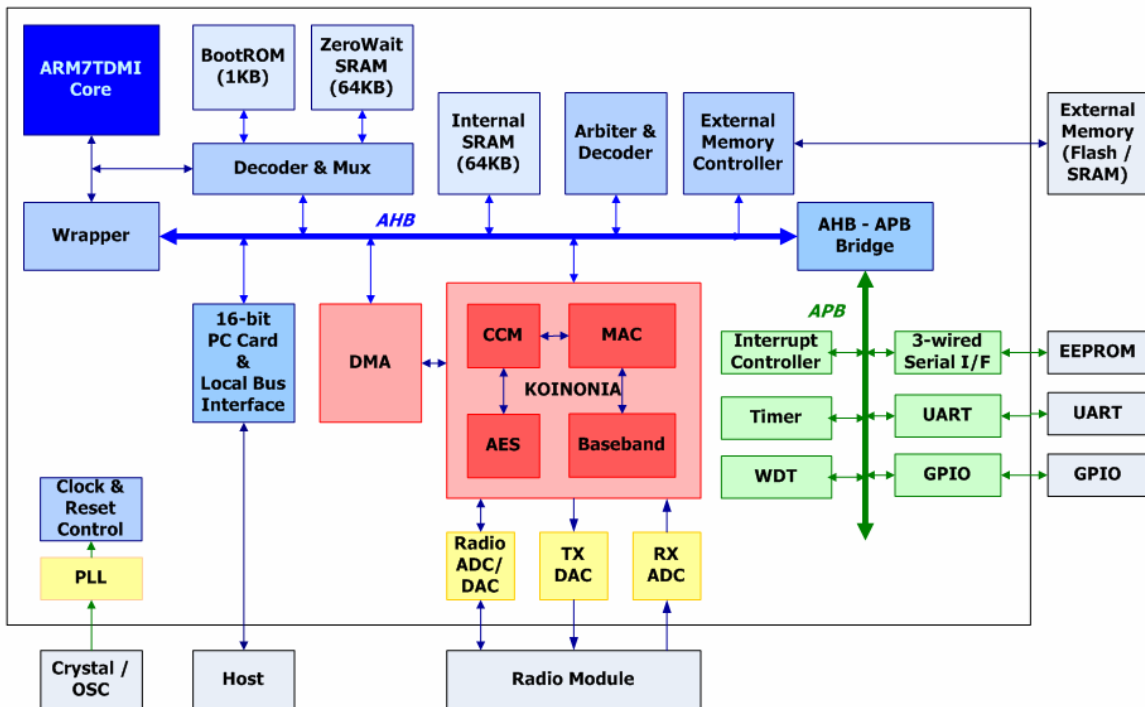 ARM7TDMI
Core
BootROM
(1KB)
ZeroWait
SRAM
(64KB)
Internal
SRAM
(64KB)
Arbiter &
Decoder
External
Memory
Controller
External
Memory
(Flash /
SRAM)
Decoder & Mux
Wrapper
AHB
AHB - APB
Bridge
16-bit
PC Card
&
Local Bus
Interface
DMA
CCM
MAC
KOINONIA
AES
Baseband
APB
Interrupt
Controller
3-wired
Serial I/F
EEPROM
Timer
UART
UART
WDT
GPIO
GPIO
Clock &
Reset
Control
PLL
Radio
ADC/
DAC
TX
DAC
RX
ADC
Crystal /
OSC
Host
Radio Module